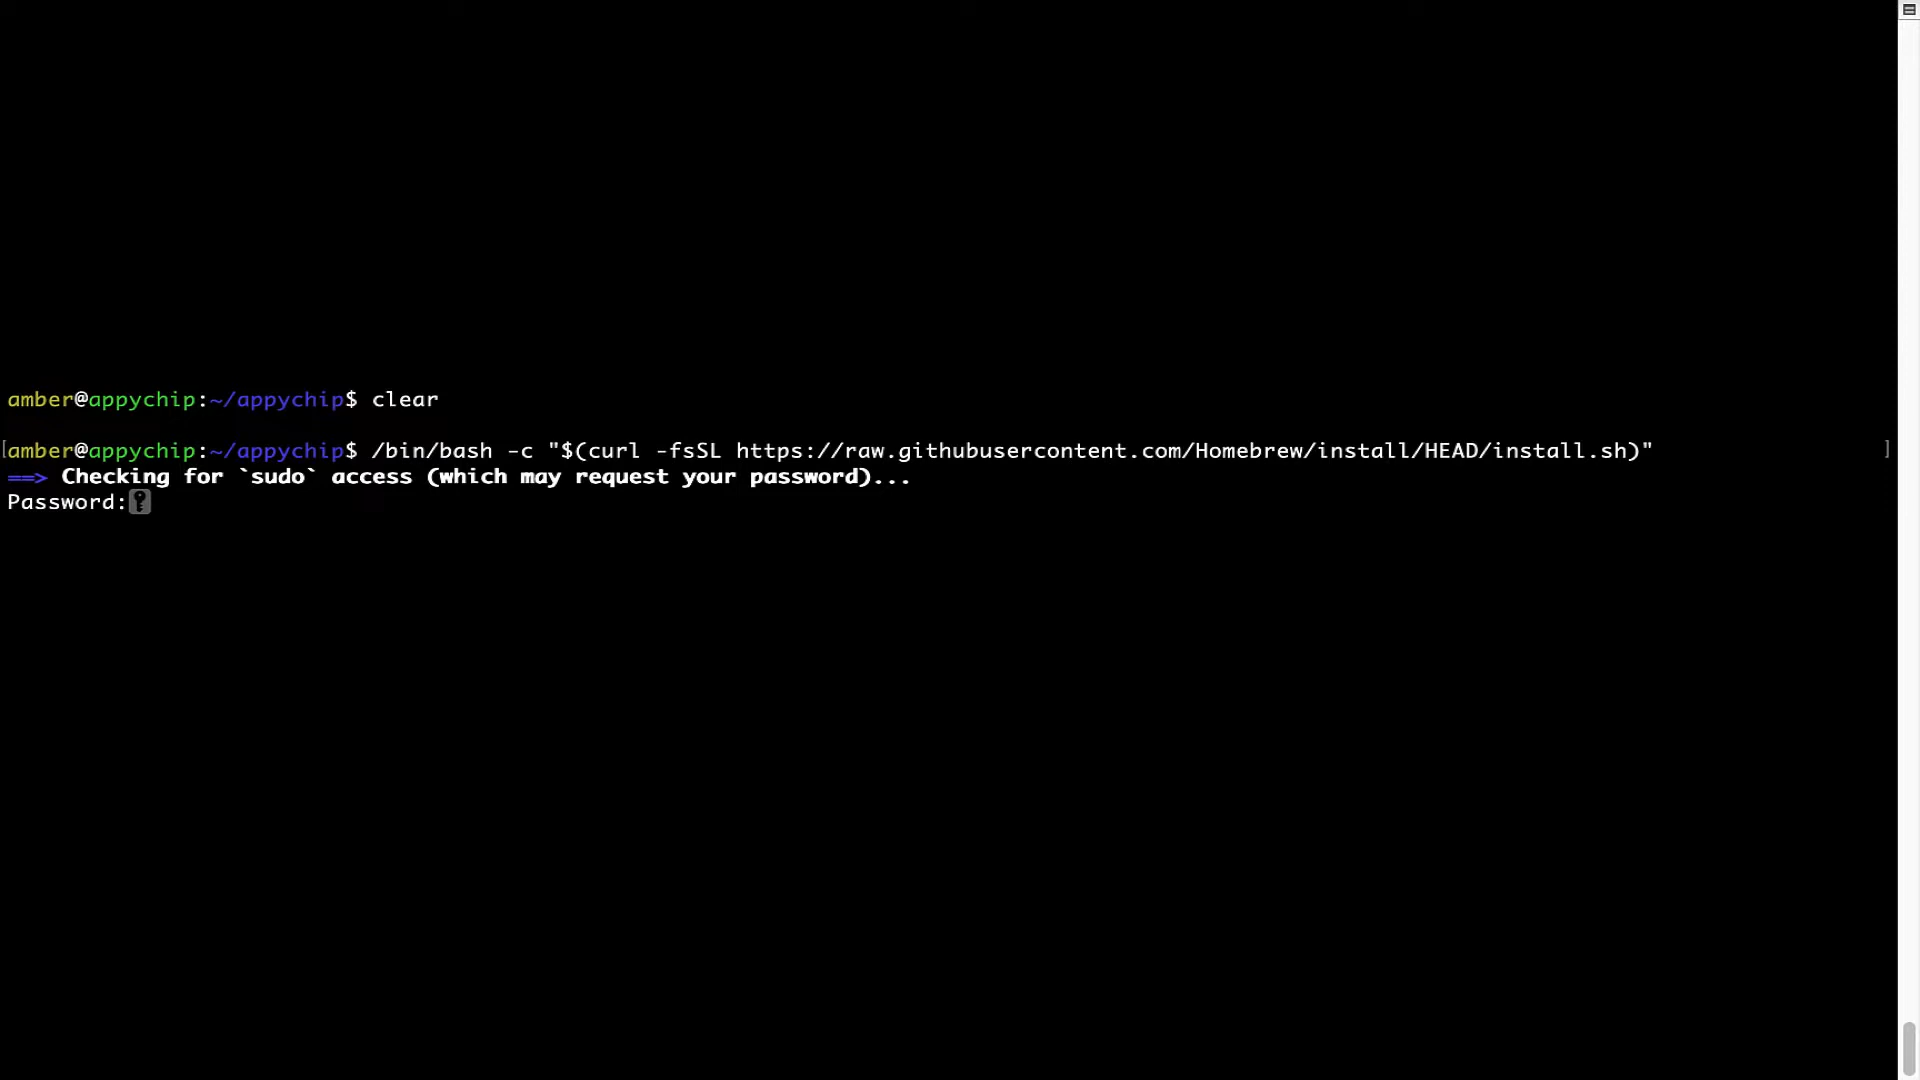 amber@appychip:~/appychip$ clear
[amber@appychip:~/appychip$ /bin/bash -c "$(curl -fsSL https://raw.githubusercontent.com/Homebrew/install/HEAD/install.sh)" ]
==> Checking for `sudo` access (which may request your password)...
Password: